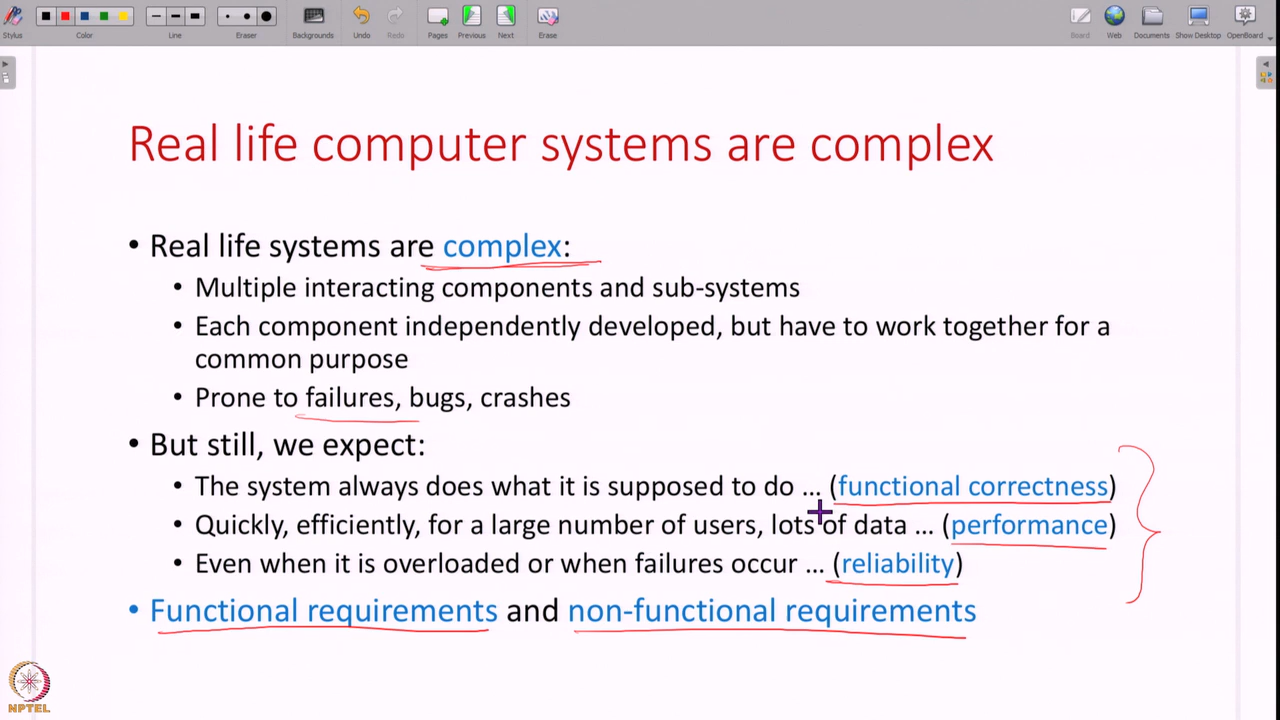 Stylus Color Line Eraser Backgrounds Undo Redo Pages Previous Next Erase Board Web Documents Show Desktop OpenBoard
Real life computer systems are complex
• Real life systems are complex:
• Multiple interacting components and sub-systems
• Each component independently developed, but have to work together for a
common purpose
• Prone to failures, bugs, crashes
• But still, we expect:
• The system always does what it is supposed to do ... (functional correctness)
• Quickly, efficiently, for a large number of users, lots of data ... (performance)
• Even when it is overloaded or when failures occur ... (reliability)
• Functional requirements and non-functional requirements
NPTEL